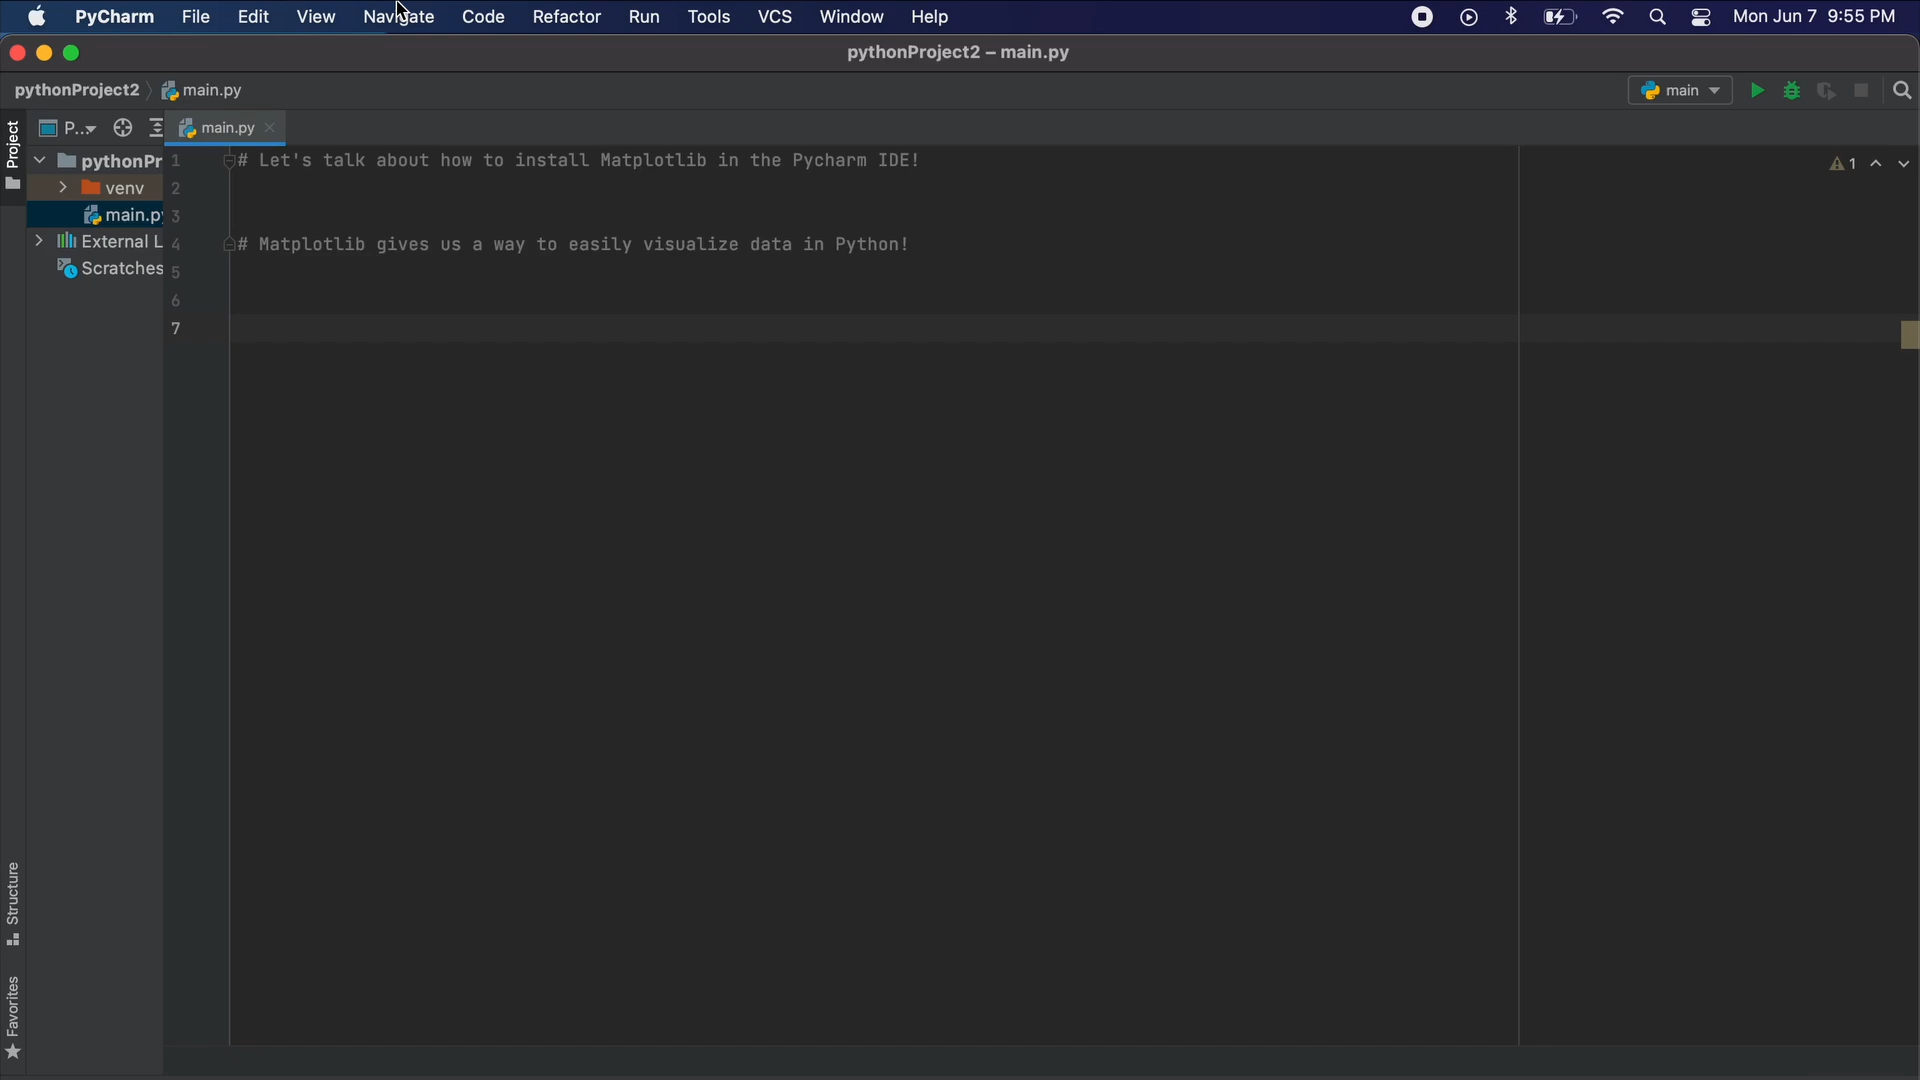 PyCharm File Edit View Navigate Code Refactor Run Tools VCS Window Help Mon Jun 7 9:55 PM
pythonProject2 – main.py
pythonProject2 main.py main
Project P... main.py
pythonPr 1 # Let's talk about how to install Matplotlib in the Pycharm IDE! 1
venv 2
main.py 3
External L 4 # Matplotlib gives us a way to easily visualize data in Python!
Scratches 5
6
7
Structure
Favorites